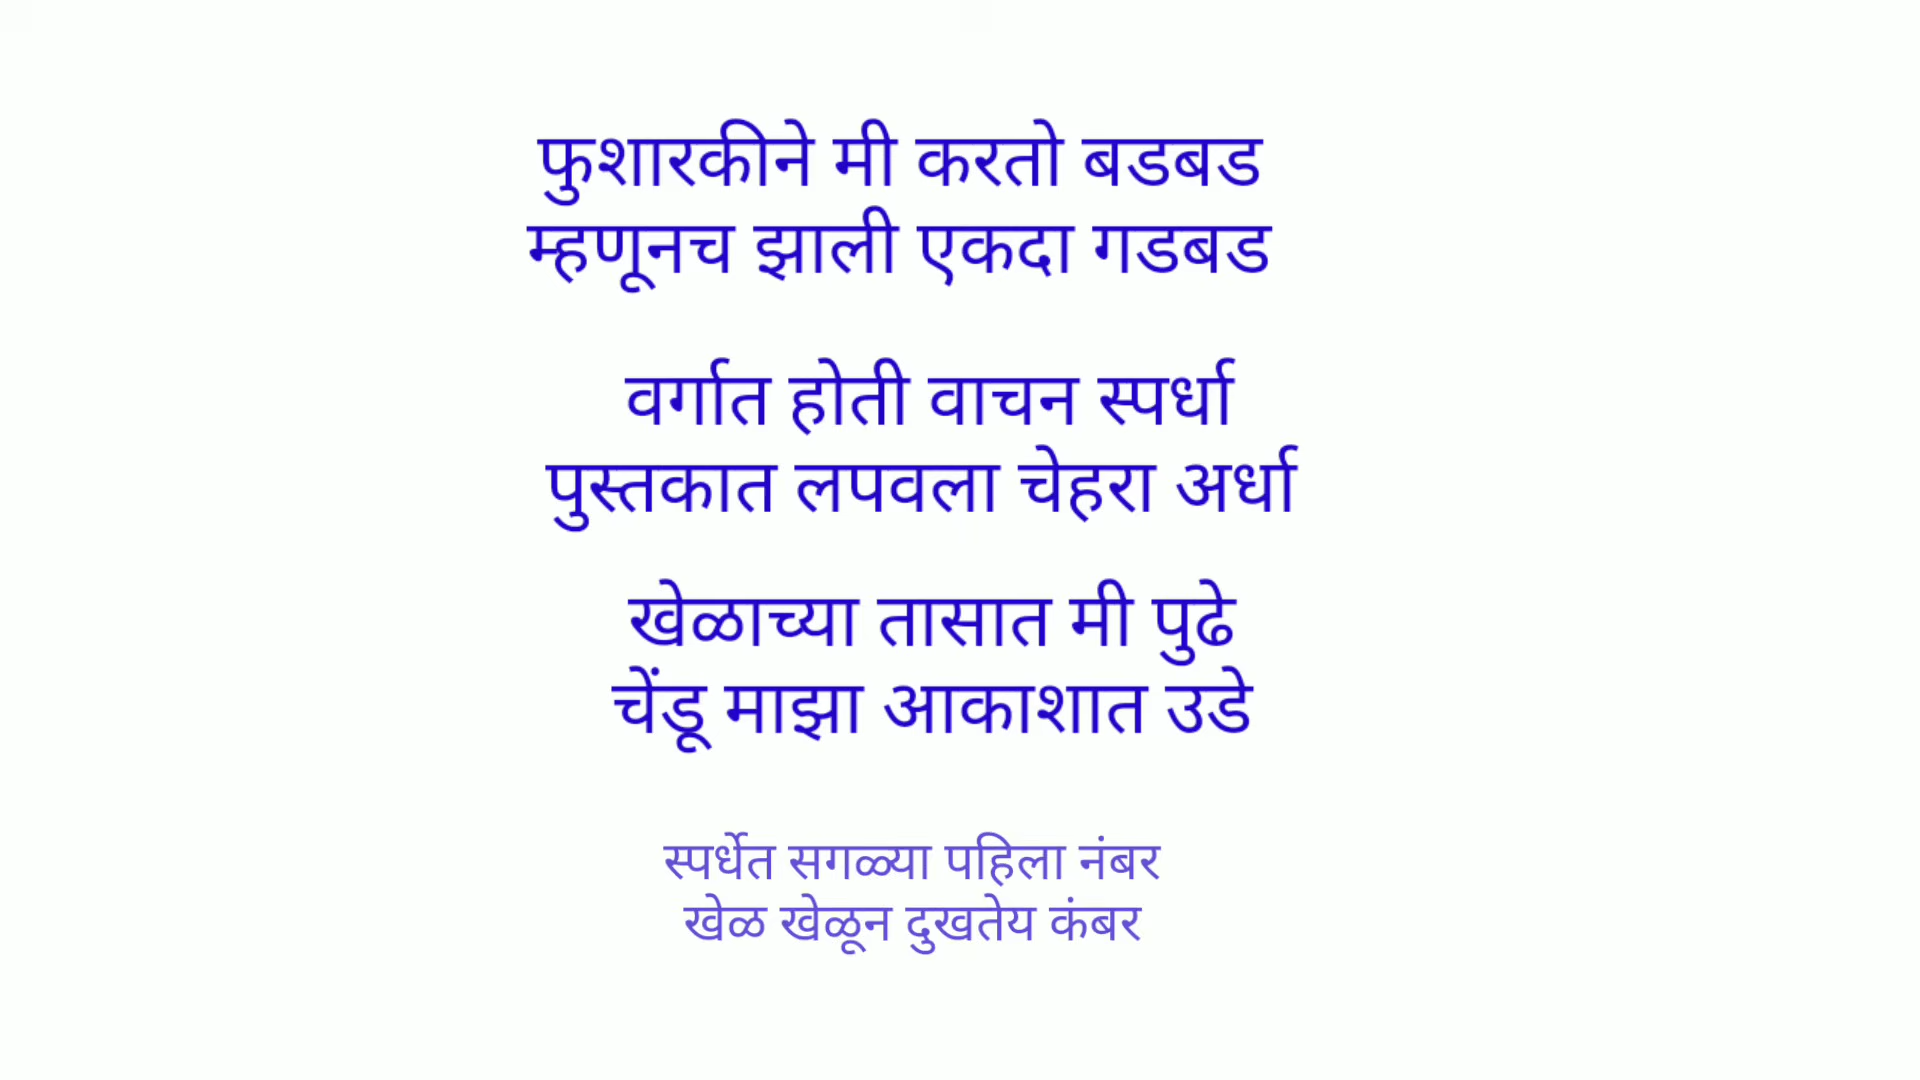 फुशारकीने मी करतो बडबड
म्हणूनच झाली एकदा गडबड
वर्गात होती वाचन स्पर्धा
पुस्तकात लपवला चेहरा अर्धा
खेळाच्या तासात मी पुढे
चेंडू माझा आकाशात उडे
स्पर्धेत सगळ्या पहिला नंबर
खेळ खेळून दुखतेय कंबर